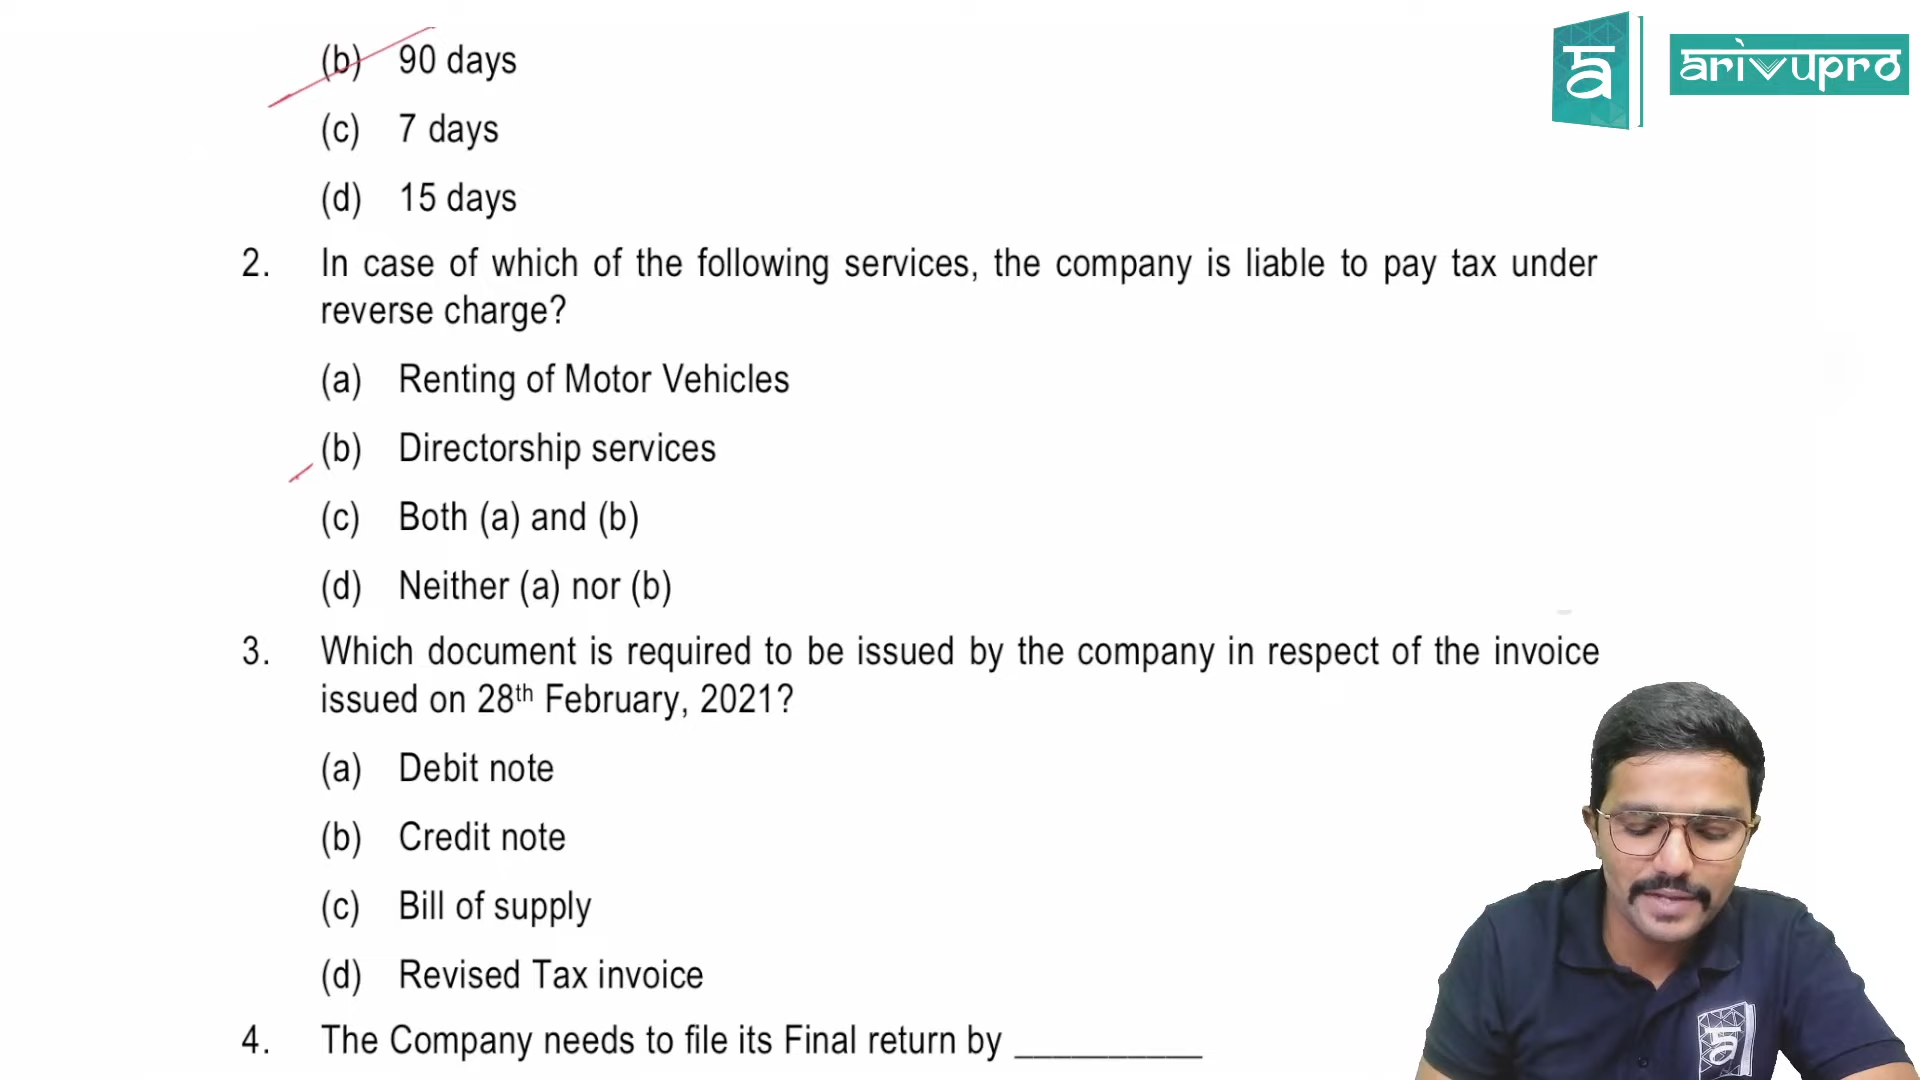 (b) 90 days
(c) 7 days
(d) 15 days
2. In case of which of the following services, the company is liable to pay tax under
reverse charge?
(a) Renting of Motor Vehicles
(b) Directorship services
(c) Both (a) and (b)
(d) Neither (a) nor (b)
3. Which document is required to be issued by the company in respect of the invoice
issued on 28th February, 2021?
(a) Debit note
(b) Credit note
(c) Bill of supply
(d) Revised Tax invoice
4. The Company needs to file its Final return by __________
a
arivupro
a